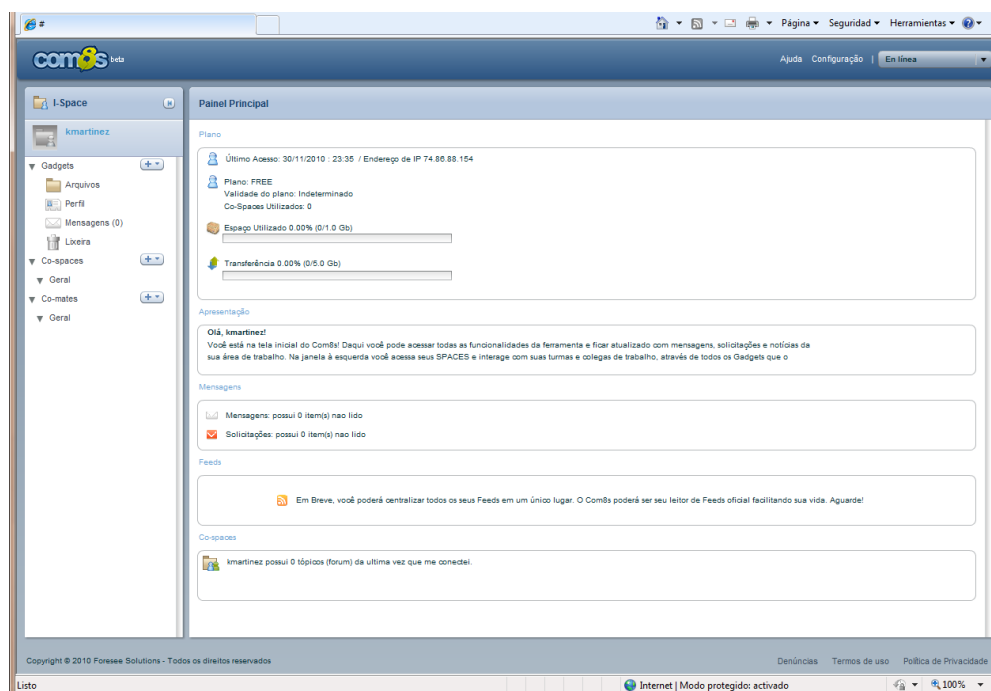 #
Página
Seguridad
Herramientas
com8s beta
Ajuda Configuração | En línea
I-Space
kmartinez
Gadgets
Arquivos
Perfil
Mensagens (0)
Lixeira
Co-spaces
Geral
Co-mates
Geral
Painel Principal
Plano
Último Acesso: 30/11/2010 : 23:35 / Endereço de IP 74.86.88.154
Plano: FREE
Validade do plano: Indeterminado
Co-Spaces Utilizados: 0
Espaço Utilizado 0.00% (0/1.0 Gb)
Transferência 0.00% (0/5.0 Gb)
Apresentação
Olá, kmartinez!
Você está na tela inicial do Com8s! Daqui você pode acessar todas as funcionalidades da ferramenta e ficar atualizado com mensagens, solicitações e notícias da
sua área de trabalho. Na janela à esquerda você acessa seus SPACES e interage com suas turmas e colegas de trabalho, através de todos os Gadgets que o
Mensagens
Mensagens: possui 0 item(s) nao lido
Solicitações: possui 0 item(s) nao lido
Feeds
Em Breve, você poderá centralizar todos os seus Feeds em um único lugar. O Com8s poderá ser seu leitor de Feeds oficial facilitando sua vida. Aguarde!
Co-spaces
kmartinez possui 0 tópicos (forum) da ultima vez que me conectei.
Copyright © 2010 Foresee Solutions - Todos os direitos reservados
Denúncias Termos de uso Política de Privacidade
Listo
Internet | Modo protegido: activado
100%